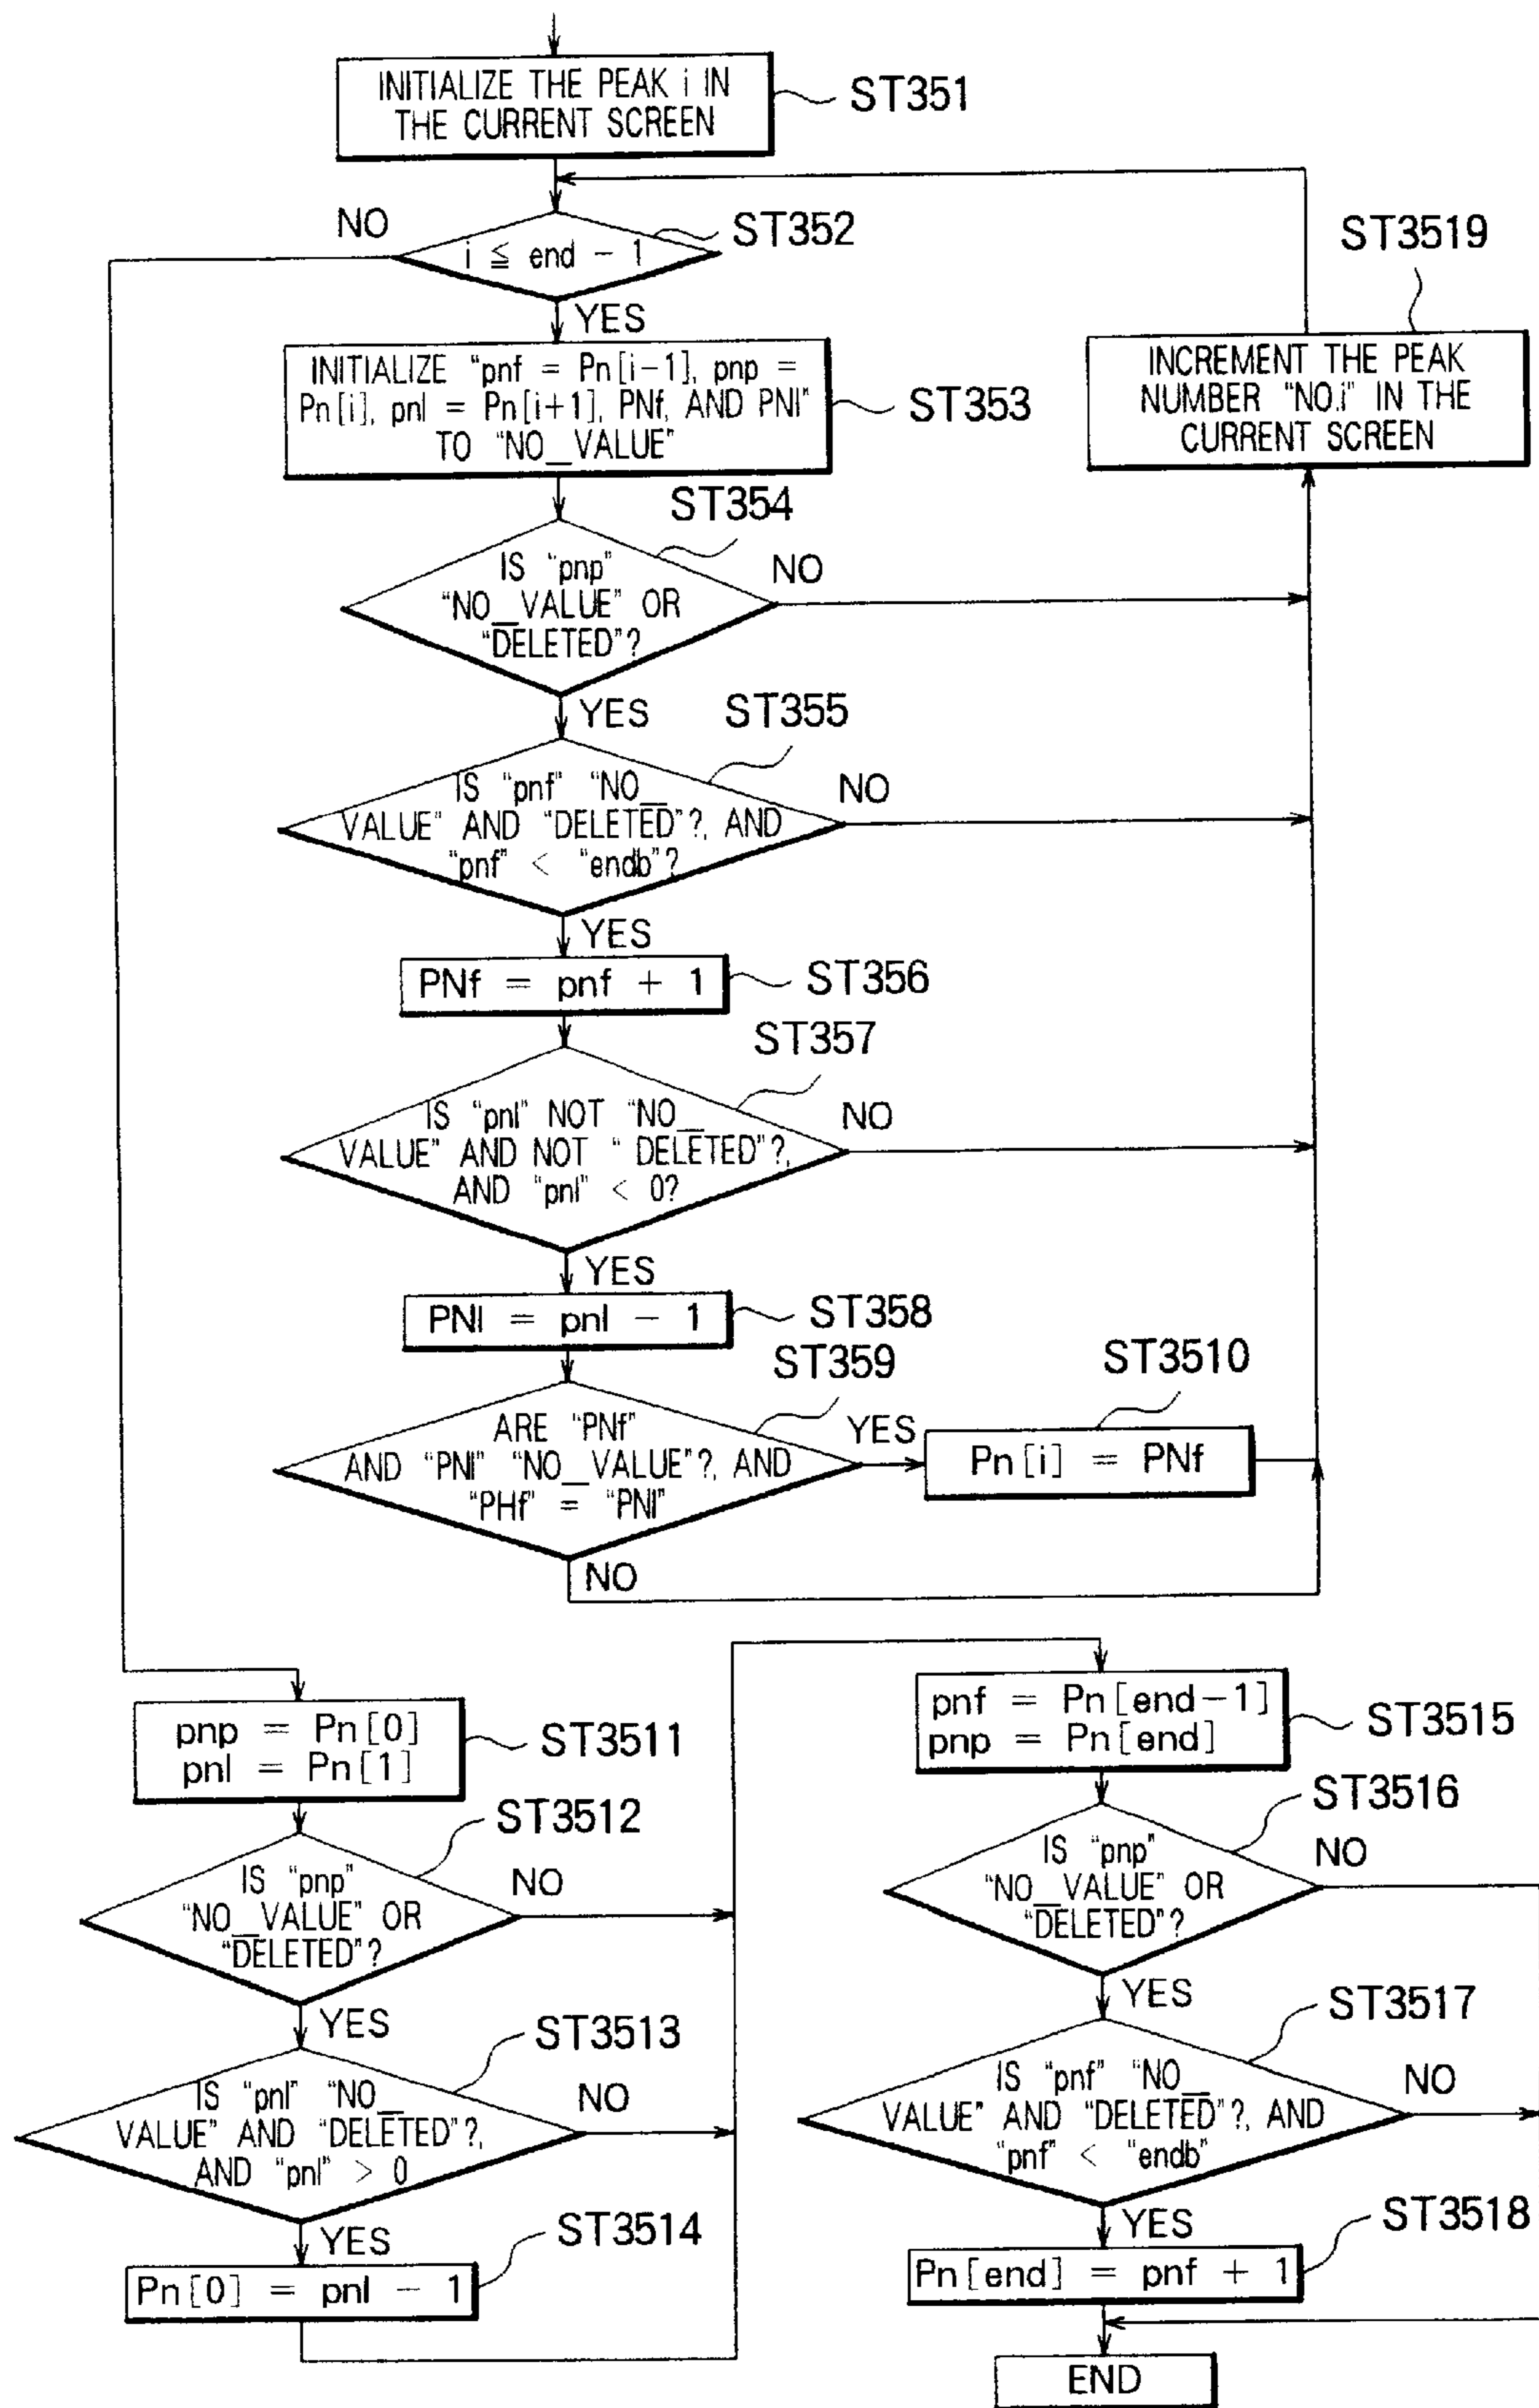 INITIALIZE THE PEAK i IN
THE CURRENT SCREEN
ST351
NO
i ≦ end - 1
ST352
YES
ST3519
INCREMENT THE PEAK
NUMBER "NO.i" IN THE
CURRENT SCREEN
INITIALIZE "pnf = Pn[i-1], pnp =
Pn[i], pnl = Pn[i+1], PNf, AND PNl"
TO "NO_VALUE"
ST353
ST354
IS "pnp"
"NO_VALUE" OR
"DELETED"?
NO
YES
ST355
IS "pnf" "NO_
VALUE" AND "DELETED"?, AND
"pnf" < "endb"?
NO
YES
PNf = pnf + 1
ST356
ST357
IS "pnl" NOT "NO_
VALUE" AND NOT " DELETED"?,
AND "pnl" < 0?
NO
YES
PNl = pnl - 1
ST358
ST359
ARE "PNf"
AND "PNl" "NO_VALUE"?, AND
"PHf" = "PNl"
YES
ST3510
Pn[i] = PNf
NO
pnp = Pn[0]
pnl = Pn[1]
ST3511
ST3512
IS "pnp"
"NO_VALUE" OR
"DELETED"?
NO
YES
ST3513
IS "pnl" "NO_
VALUE" AND "DELETED"?,
AND "pnl" > 0
NO
YES
ST3514
Pn[0] = pnl - 1
pnf = Pn[end-1]
pnp = Pn[end]
ST3515
ST3516
IS "pnp"
"NO_VALUE" OR
"DELETED"?
NO
YES
ST3517
IS "pnf" "NO_
VALUE" AND "DELETED"?, AND
"pnf" < "endb"
NO
YES
ST3518
Pn[end] = pnf + 1
END